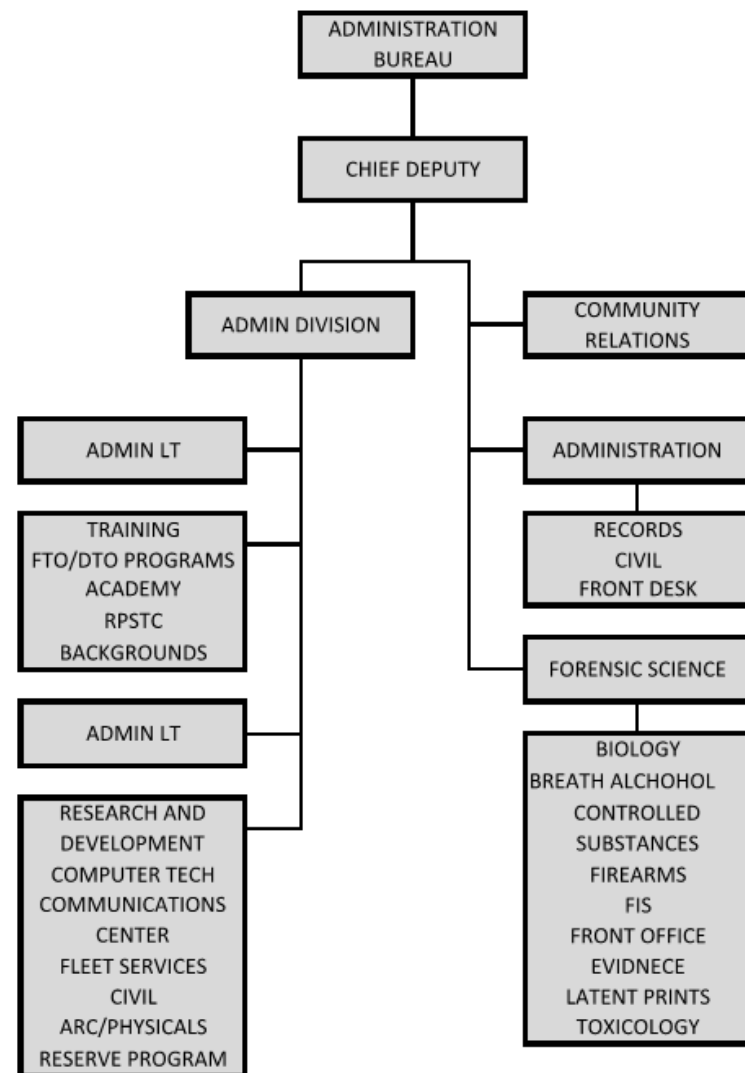 ADMINISTRATION
BUREAU
CHIEF DEPUTY
ADMIN DIVISION
COMMUNITY
RELATIONS
ADMIN LT
ADMINISTRATION
TRAINING
FTO/DTO PROGRAMS
ACADEMY
RPSTC
BACKGROUNDS
RECORDS
CIVIL
FRONT DESK
ADMIN LT
FORENSIC SCIENCE
RESEARCH AND
DEVELOPMENT
COMPUTER TECH
COMMUNICATIONS
CENTER
FLEET SERVICES
CIVIL
ARC/PHYSICALS
RESERVE PROGRAM
BIOLOGY
BREATH ALCHOHOL
CONTROLLED
SUBSTANCES
FIREARMS
FIS
FRONT OFFICE
EVIDNECE
LATENT PRINTS
TOXICOLOGY